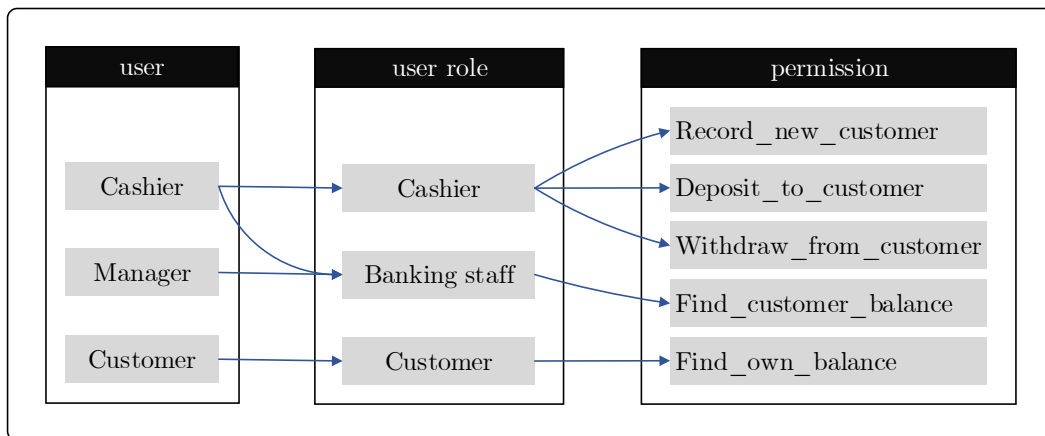 user
Cashier
Manager
Customer
user role
Cashier
Banking staff
Customer
permission
Record_new_customer
Deposit_to_customer
Withdraw_from_customer
Find_customer_balance
Find_own_balance